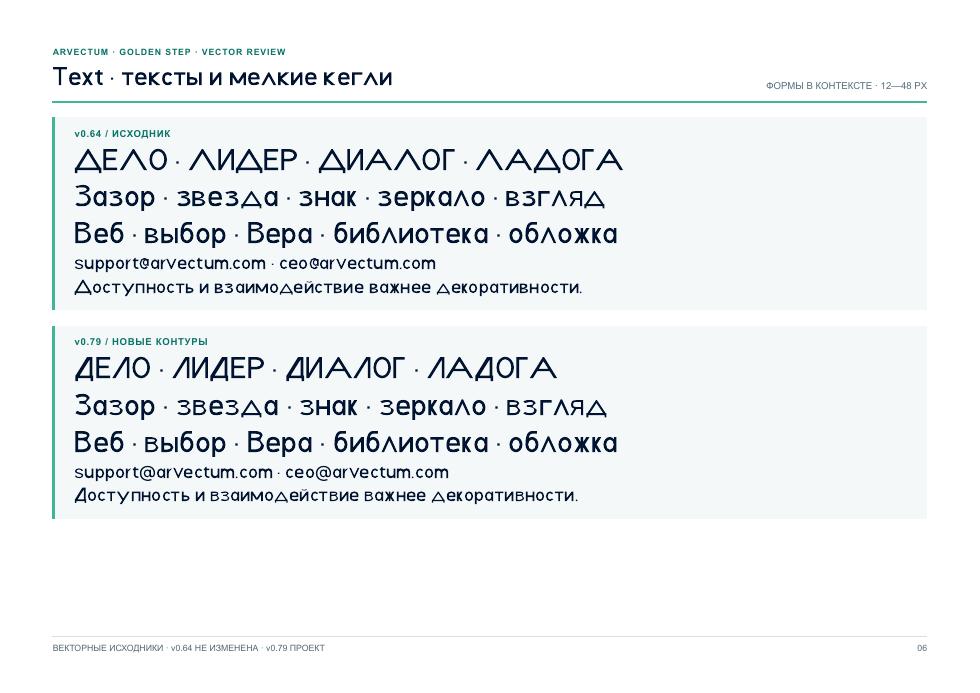 ARVECTUM · GOLDEN STEP · VECTOR REVIEW
Text · тексты и мелкие кегли
ФОРМЫ В КОНТЕКСТЕ · 12—48 PX
v0.64 / ИСХОДНИК
ДЕЛО · ЛИДЕР · ДИАЛОГ · ЛАДОГА
Зазор · звезда · знак · зеркало · взгляд
Веб · выбор · Вера · библиотека · обложка
support@arvectum.com · ceo@arvectum.com
Доступность и взаимодействие важнее декоративности.
v0.79 / НОВЫЕ КОНТУРЫ
ДЕЛО · ЛИДЕР · ДИАЛОГ · ЛАДОГА
Зазор · звезда · знак · зеркало · взгляд
Веб · выбор · Вера · библиотека · обложка
support@arvectum.com · ceo@arvectum.com
Доступность и взаимодействие важнее декоративности.
ВЕКТОРНЫЕ ИСХОДНИКИ · v0.64 НЕ ИЗМЕНЕНА · v0.79 ПРОЕКТ
06